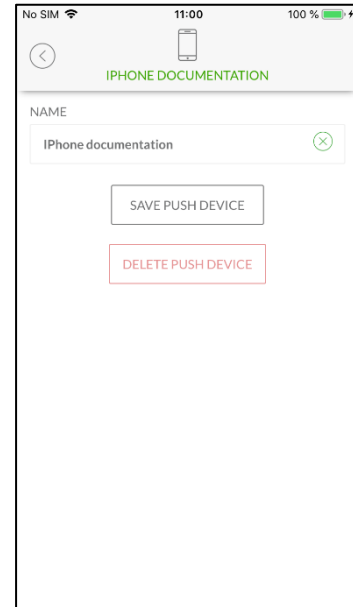 No SIM 11:00 100 %
IPHONE DOCUMENTATION
NAME
IPhone documentation
SAVE PUSH DEVICE
DELETE PUSH DEVICE